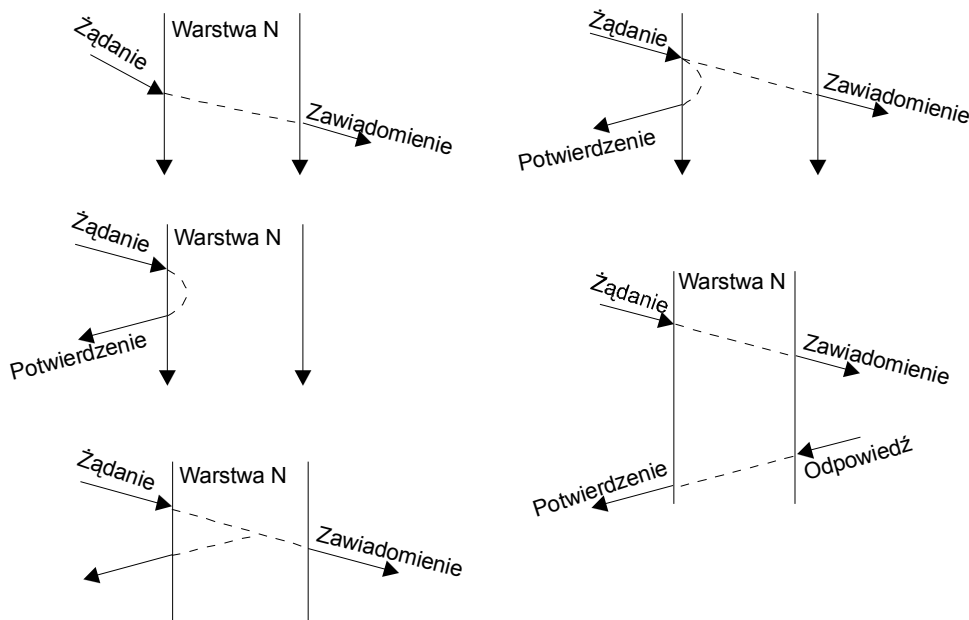 Warstwa N
Żądanie
Zawiadomienie
Żądanie
Zawiadomienie
Potwierdzenie
Żądanie
Warstwa N
Potwierdzenie
Warstwa N
Żądanie
Zawiadomienie
Odpowiedź
Potwierdzenie
Żądanie
Warstwa N
Zawiadomienie